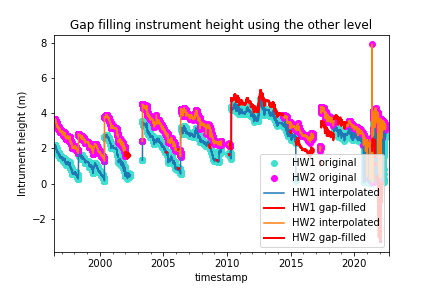 Gap filling instrument height using the other level
8
6
4
2
0
−2
Intrument height (m)
2000 2005 2010 2015 2020
timestamp
HW1 original
HW2 original
HW1 interpolated
HW1 gap-filled
HW2 interpolated
HW2 gap-filled